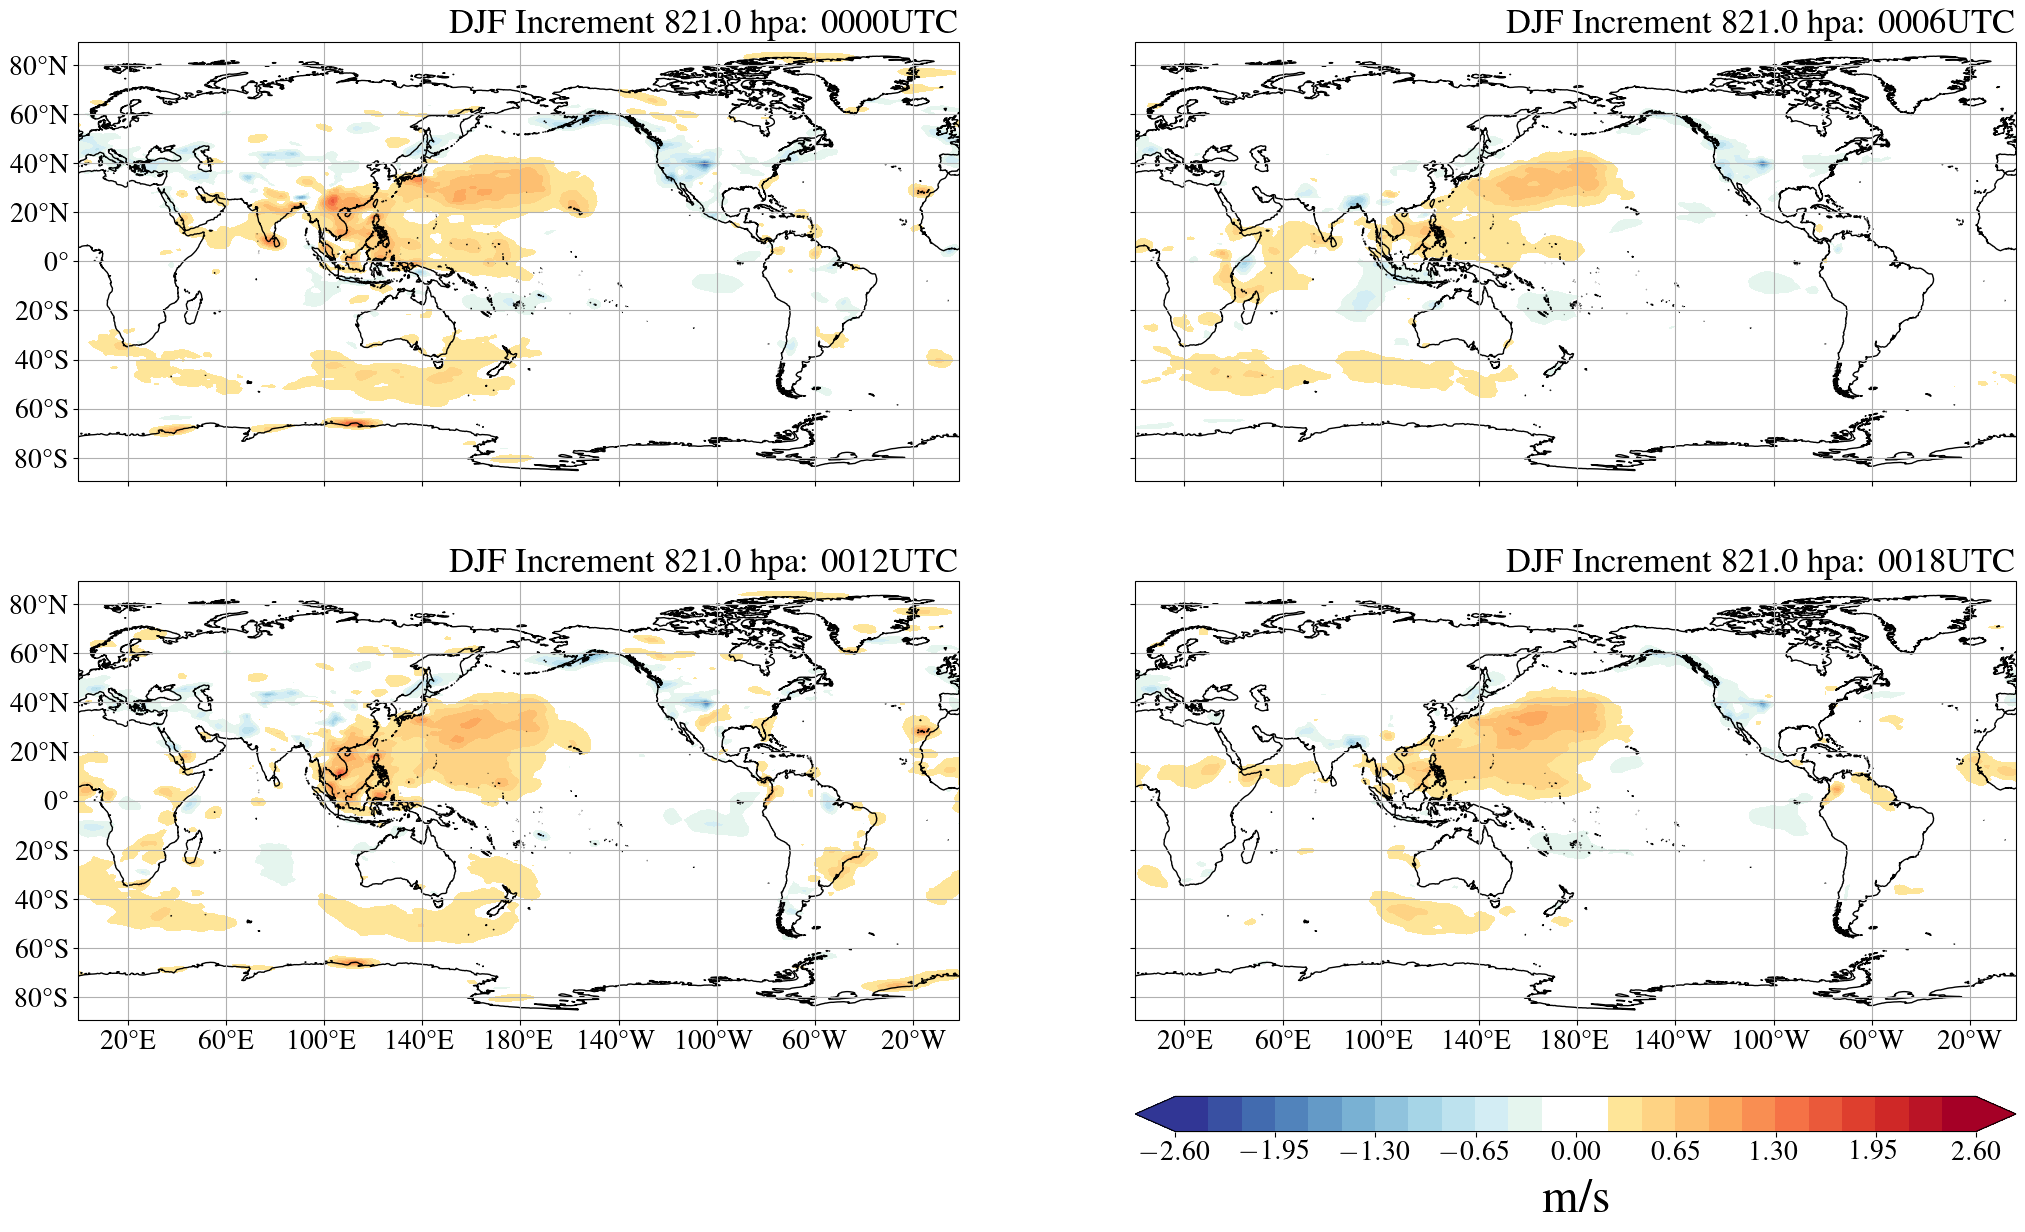 DJF Increment 821.0 hpa: 0000UTC
DJF Increment 821.0 hpa: 0006UTC
80°N
60°N
40°N
20°N
0°
20°S
40°S
60°S
80°S
DJF Increment 821.0 hpa: 0012UTC
DJF Increment 821.0 hpa: 0018UTC
80°N
60°N
40°N
20°N
0°
20°S
40°S
60°S
80°S
20°E 60°E 100°E 140°E 180°E 140°W 100°W 60°W 20°W
20°E 60°E 100°E 140°E 180°E 140°W 100°W 60°W 20°W
−2.60 −1.95 −1.30 −0.65 0.00 0.65 1.30 1.95 2.60
m/s